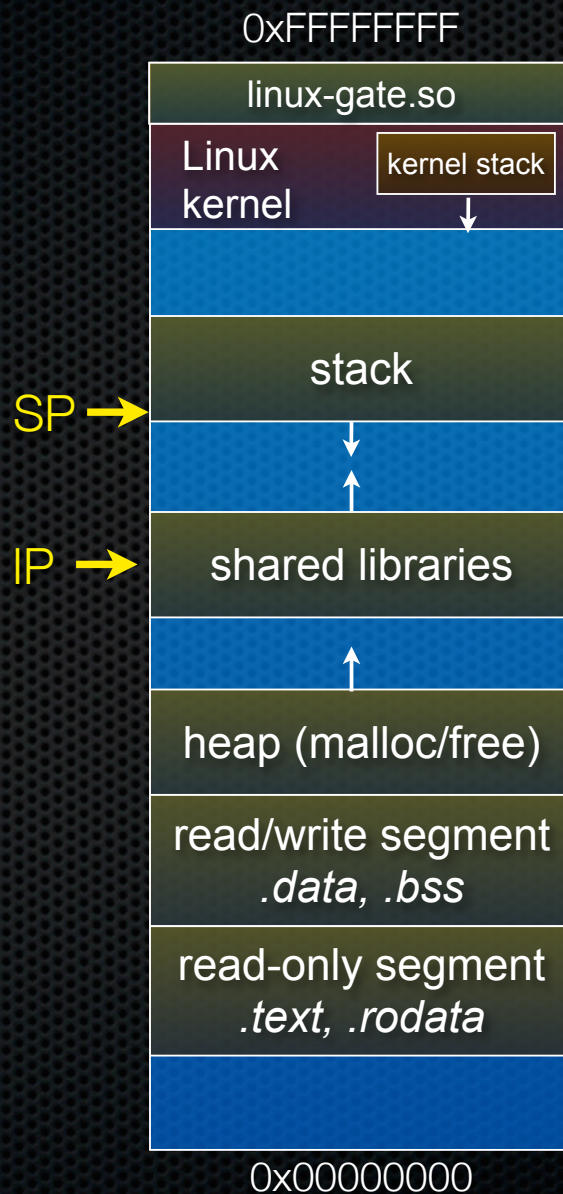 0xFFFFFFFF
linux-gate.so
Linux
kernel
kernel stack
stack
SP
IP
shared libraries
heap (malloc/free)
read/write segment
.data, .bss
read-only segment
.text, .rodata
0x00000000